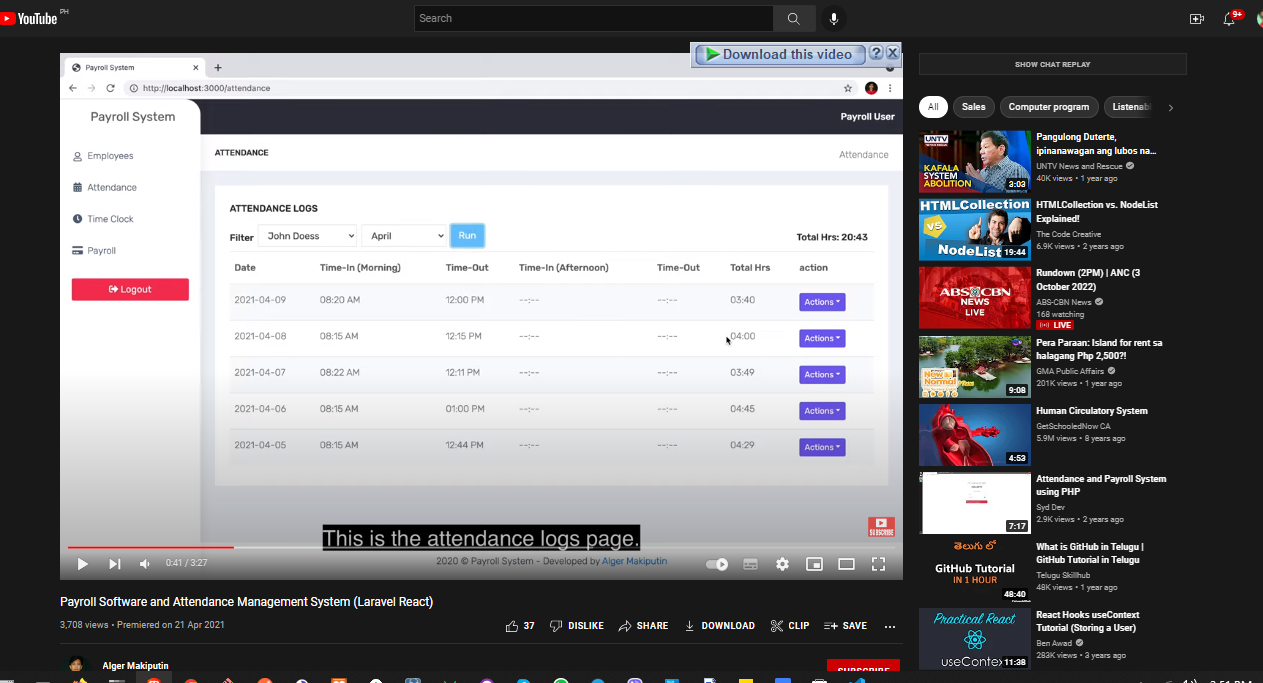 YouTube PH
Search
9+
Download this video ? X
Payroll System
http://localhost:3000/attendance
Payroll System
Payroll User
Employees
Attendance
Time Clock
Payroll
Logout
ATTENDANCE
Attendance
ATTENDANCE LOGS
Filter John Doess April Run
Total Hrs: 20:43
Date Time-In (Morning) Time-Out Time-In (Afternoon) Time-Out Total Hrs action
2021-04-09 08:20 AM 12:00 PM --:-- --:-- 03:40 Actions
2021-04-08 08:15 AM 12:15 PM --:-- --:-- 04:00 Actions
2021-04-07 08:22 AM 12:11 PM --:-- --:-- 03:49 Actions
2021-04-06 08:15 AM 01:00 PM --:-- --:-- 04:45 Actions
2021-04-05 08:15 AM 12:44 PM --:-- --:-- 04:29 Actions
SUBSCRIBE
This is the attendance logs page.
2020 © Payroll System - Developed by Alger Makiputin
0:41 / 3:27
Payroll Software and Attendance Management System (Laravel React)
3,708 views • Premiered on 21 Apr 2021
37 DISLIKE SHARE DOWNLOAD CLIP SAVE ...
Alger Makiputin
SUBSCRIBE
SHOW CHAT REPLAY
All Sales Computer program Listenab
UNTV
KAFALA
SYSTEM
ABOLITION
3:03
Pangulong Duterte,
ipinanawagan ang lubos na...
UNTV News and Rescue
40K views • 1 year ago
HTMLCollection
VS
NodeList
19:44
HTMLCollection vs. NodeList
Explained!
The Code Creative
6.9K views • 2 years ago
ABS-CBN
NEWS
LIVE
Rundown (2PM) | ANC (3
October 2022)
ABS-CBN News
168 watching
LIVE
New
Normal
9:08
Pera Paraan: Island for rent sa
halagang Php 2,500?!
GMA Public Affairs
201K views • 1 year ago
4:53
Human Circulatory System
GetSchooledNow CA
5.9M views • 8 years ago
7:17
Attendance and Payroll System
using PHP
Syd Dev
2.9K views • 2 years ago
తెలుగు లో
GitHub Tutorial
IN 1 HOUR
48:40
What is GitHub in Telugu |
GitHub Tutorial in Telugu
Telugu Skillhub
48K views • 1 year ago
Practical React
useContex
11:38
React Hooks useContext
Tutorial (Storing a User)
Ben Awad
283K views • 3 years ago